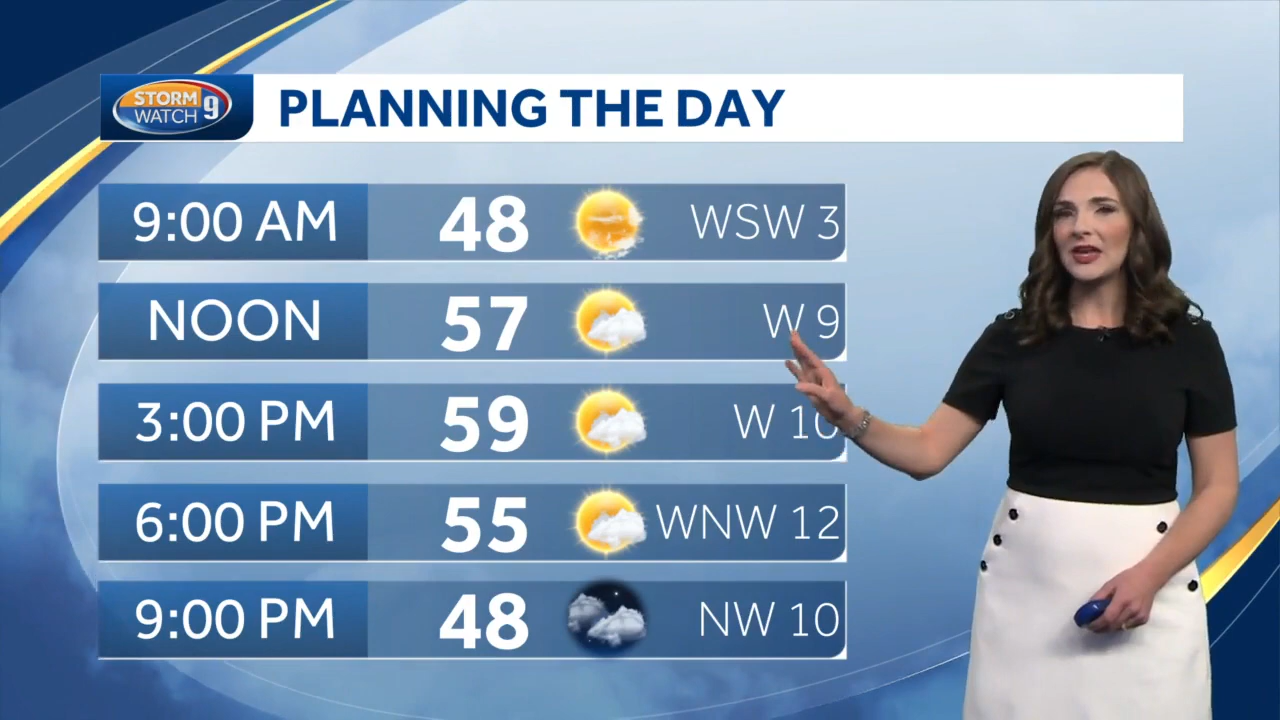 STORM
WATCH 9
PLANNING THE DAY
9:00 AM 48 WSW 3
NOON 57 W 9
3:00 PM 59 W 10
6:00 PM 55 WNW 12
9:00 PM 48 NW 10